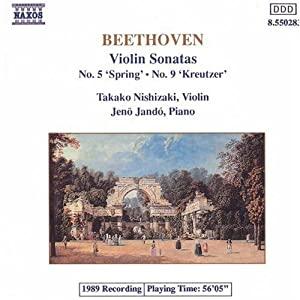 NAXOS
DDD
8.550283
BEETHOVEN
Violin Sonatas
No. 5 ‘Spring’ • No. 9 ‘Kreutzer’
Takako Nishizaki, Violin
Jenö Jandó, Piano
1989 Recording
Playing Time: 56’05”